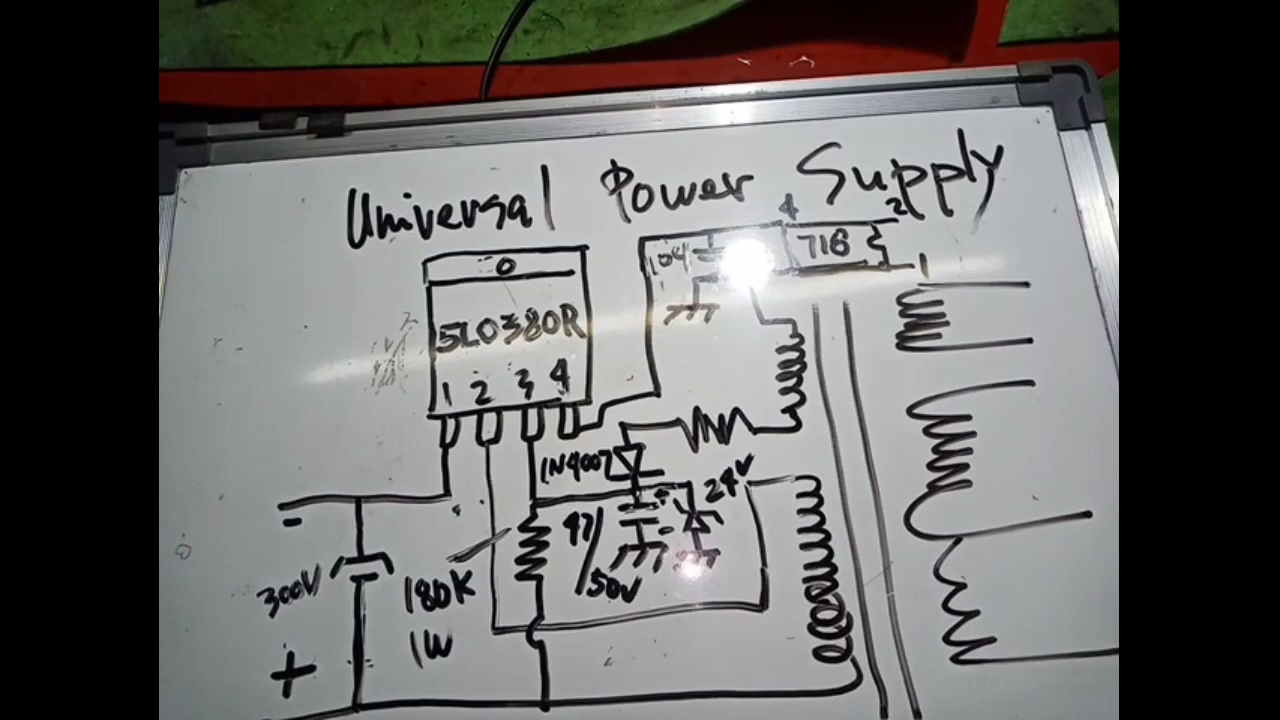 Universal Power Supply
4
2
104
716
1
0
5L0380R
1 2 3 4
1N4007
24V
-
+
-
47/50V
300V
180K
1W
+